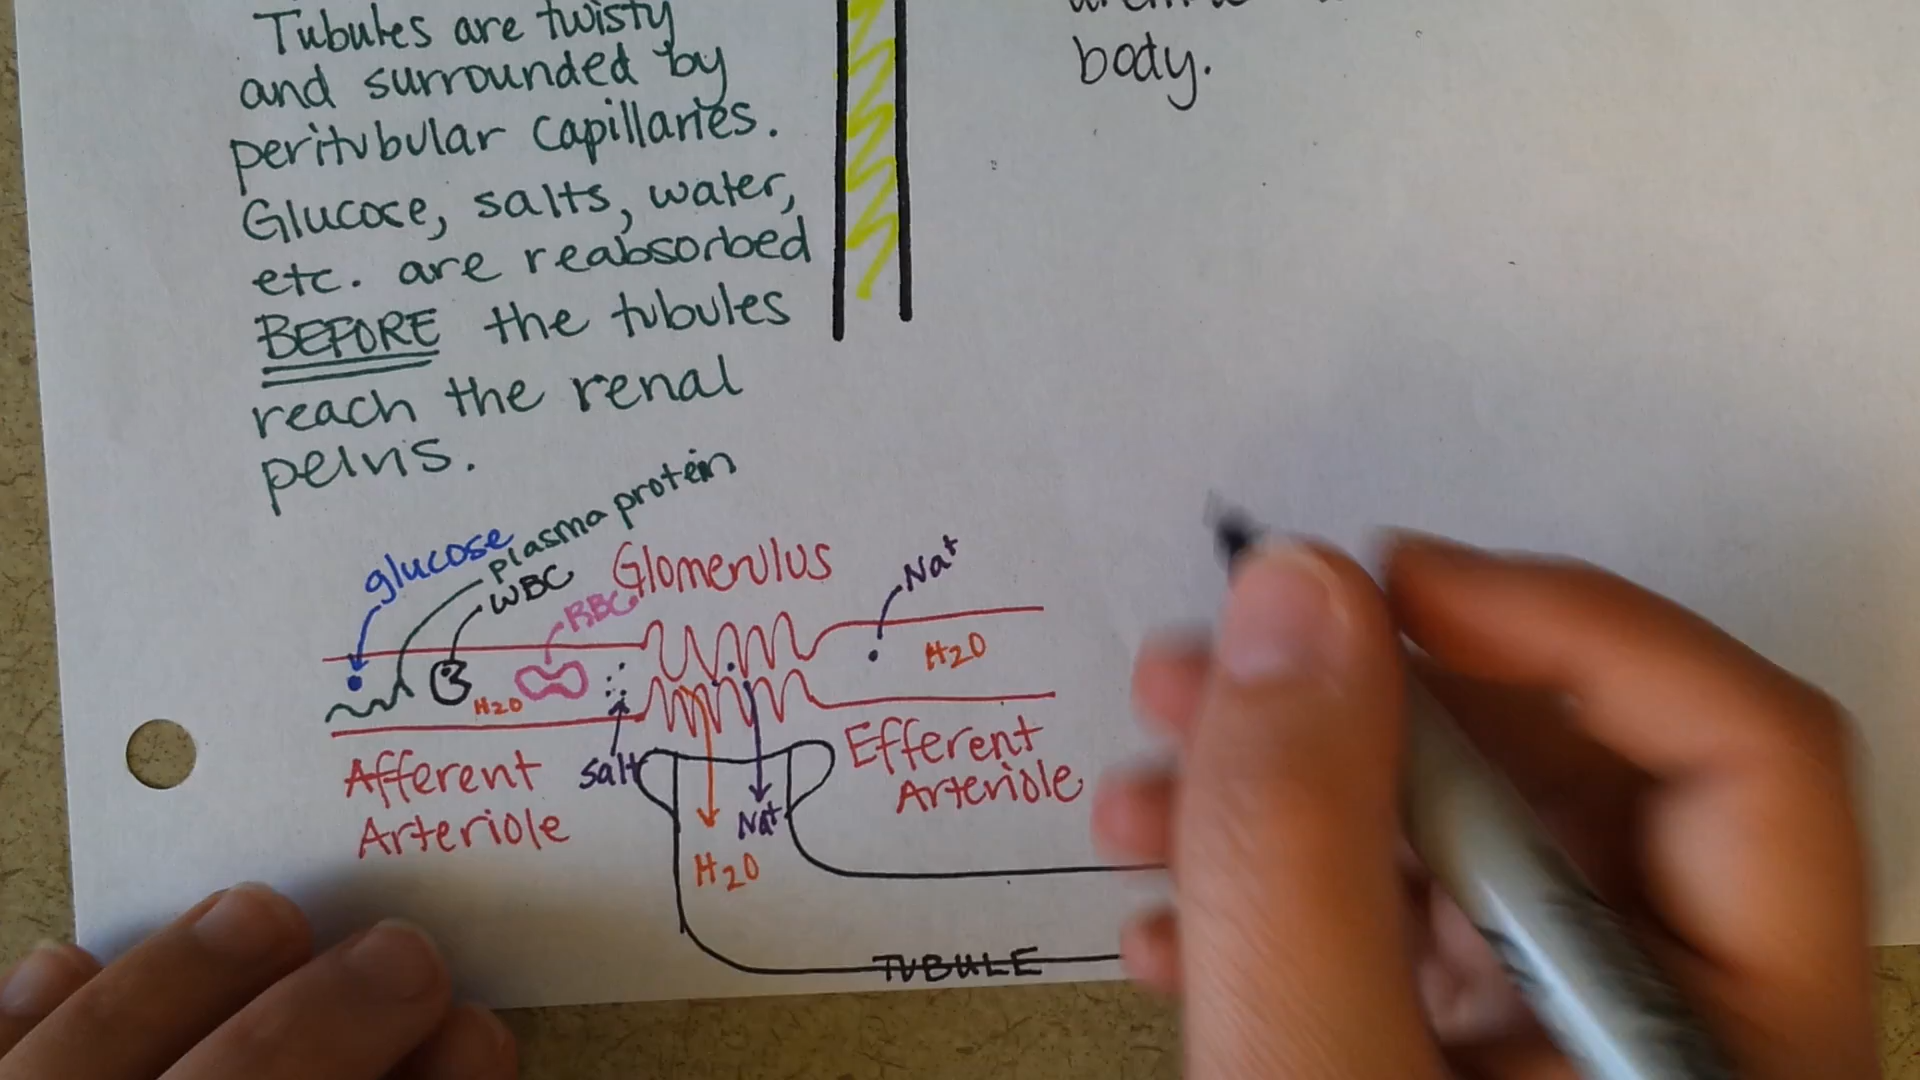 Tubules are twisty
and surrounded by
peritubular capillaries.
Glucose, salts, water,
etc. are reabsorbed
BEFORE the tubules
reach the renal
pelvis.
body.
glucose
plasma protein
WBC
RBC
Glomerulus
Na+
H2O
H2O
salt
Afferent
Arteriole
Efferent
Arteriole
Na+
H2O
TUBULE